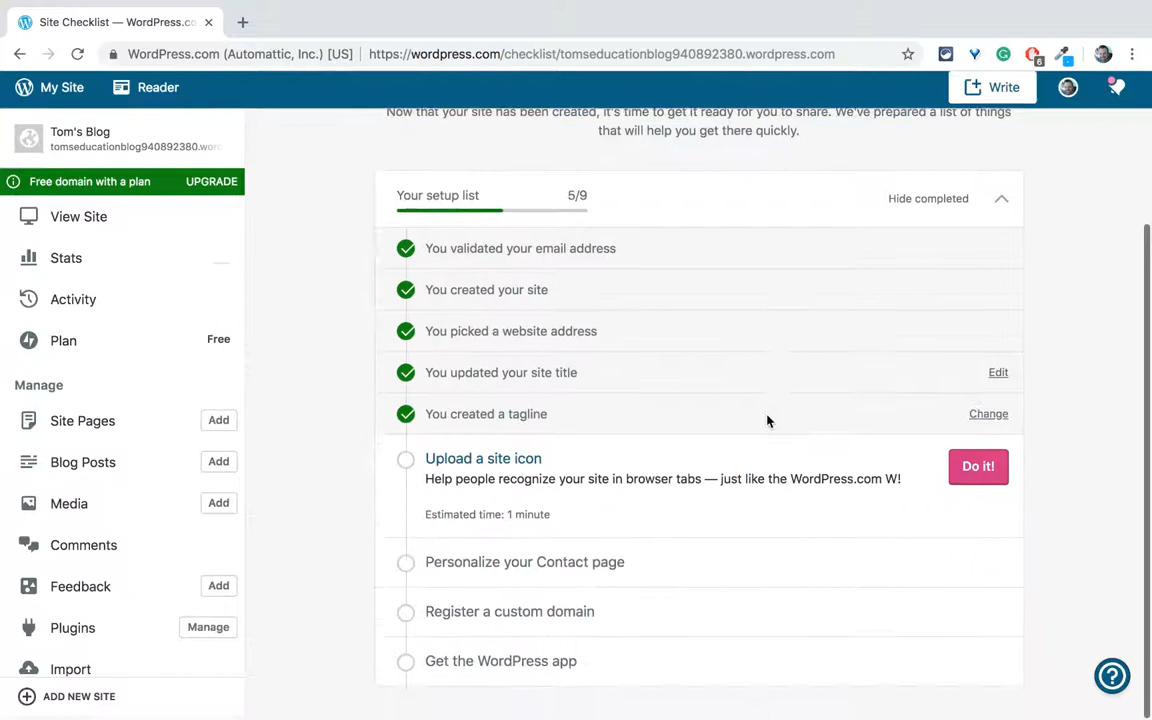 Site Checklist — WordPress.co
WordPress.com (Automattic, Inc.) [US]
https://wordpress.com/checklist/tomseducationblog940892380.wordpress.com
6
My Site
Reader
Write
Tom's Blog
tomseducationblog940892380.wor
Free domain with a plan
UPGRADE
View Site
Stats
Activity
Plan
Free
Manage
Site Pages
Add
Blog Posts
Add
Media
Add
Comments
Feedback
Add
Plugins
Manage
Import
ADD NEW SITE
Now that your site has been created, it's time to get it ready for you to share. We've prepared a list of things
that will help you get there quickly.
Your setup list
5/9
Hide completed
You validated your email address
You created your site
You picked a website address
You updated your site title
Edit
You created a tagline
Change
Upload a site icon
Help people recognize your site in browser tabs — just like the WordPress.com W!
Estimated time: 1 minute
Do it!
Personalize your Contact page
Register a custom domain
Get the WordPress app